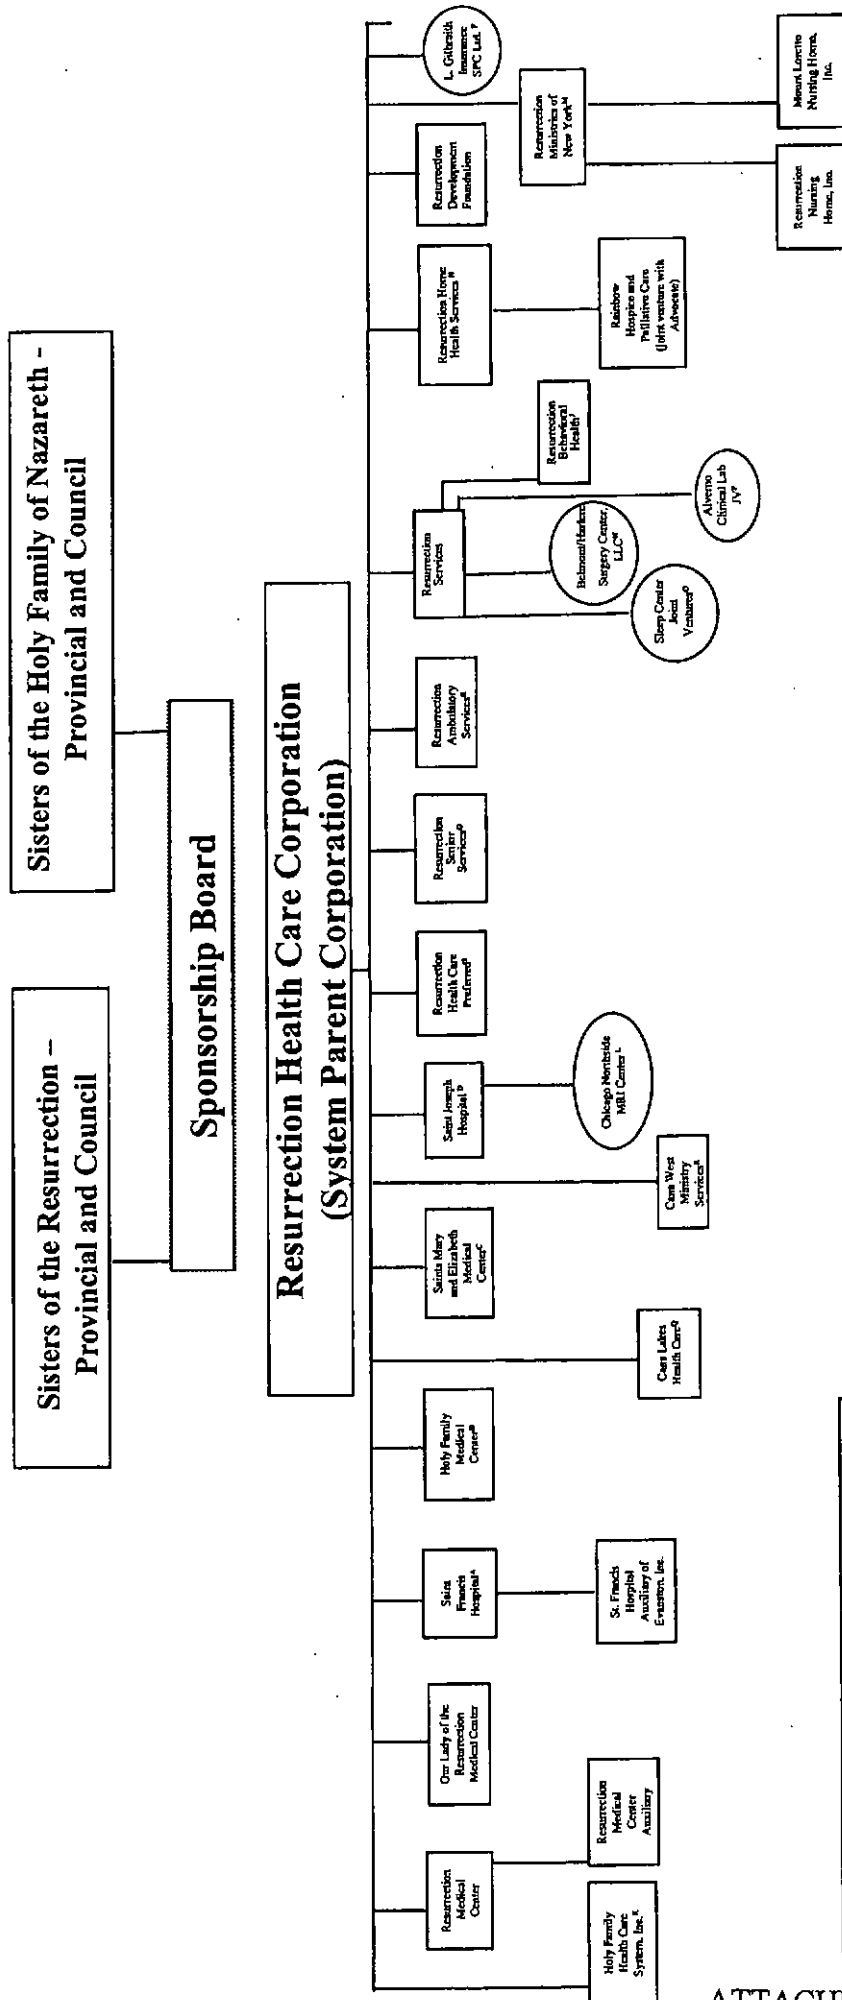 Sisters of the Resurrection –
Provincial and Council
Sisters of the Holy Family of Nazareth -
Provincial and Council
Sponsorship Board
Resurrection Health Care Corporation
(System Parent Corporation)
Resurrection
Medical
Center
Our Lady of the
Resurrection
Medical Center
Saint
Francis
Hospital
Holy Family
Medical
Center
Saints Mary
and Elizabeth
Medical
Center
Saint Joseph
Hospital
Resurrection
Health Care
Preferred
Resurrection
Senior
Services
Resurrection
Ambulatory
Services
Resurrection
Services
Resurrection Home
Health Services
Resurrection
Development
Foundation
L. Gilbraith
Insurance
SPC Ltd.
Holy Family
Health Care
System, Inc.
Resurrection
Medical
Center
Auxiliary
St. Francis
Hospital
Auxiliary of
Evanston, Inc.
Cana Lakes
Health Care
Cana West
Ministry
Services
Chicago Northside
MRI Center
Sleep Center
Joint
Ventures
Belmont/Harlem
Surgery Center,
LLC
Alverno
Clinical Lab
JV
Resurrection
Behavioral
Health
Rainbow
Hospice and
Palliative Care
(Joint venture with
Advocate)
Resurrection
Ministries of
New York
Resurrection
Nursing
Home, Inc.
Mount Loretto
Nursing Home,
Inc.